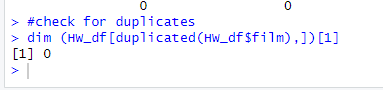 0 0
> #check for duplicates
> dim (HW_df[duplicated(HW_df$film),])[1]
[1] 0
>